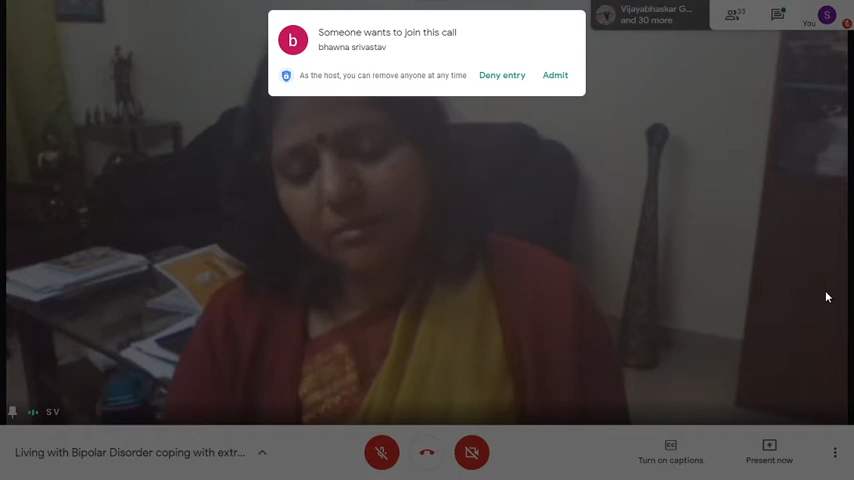 b
Someone wants to join this call
bhawna srivastav
As the host, you can remove anyone at any time
Deny entry
Admit
Vijayabhaskar G...
and 30 more
33
You
S
2
S V
Living with Bipolar Disorder coping with extr...
CC
Turn on captions
Present now